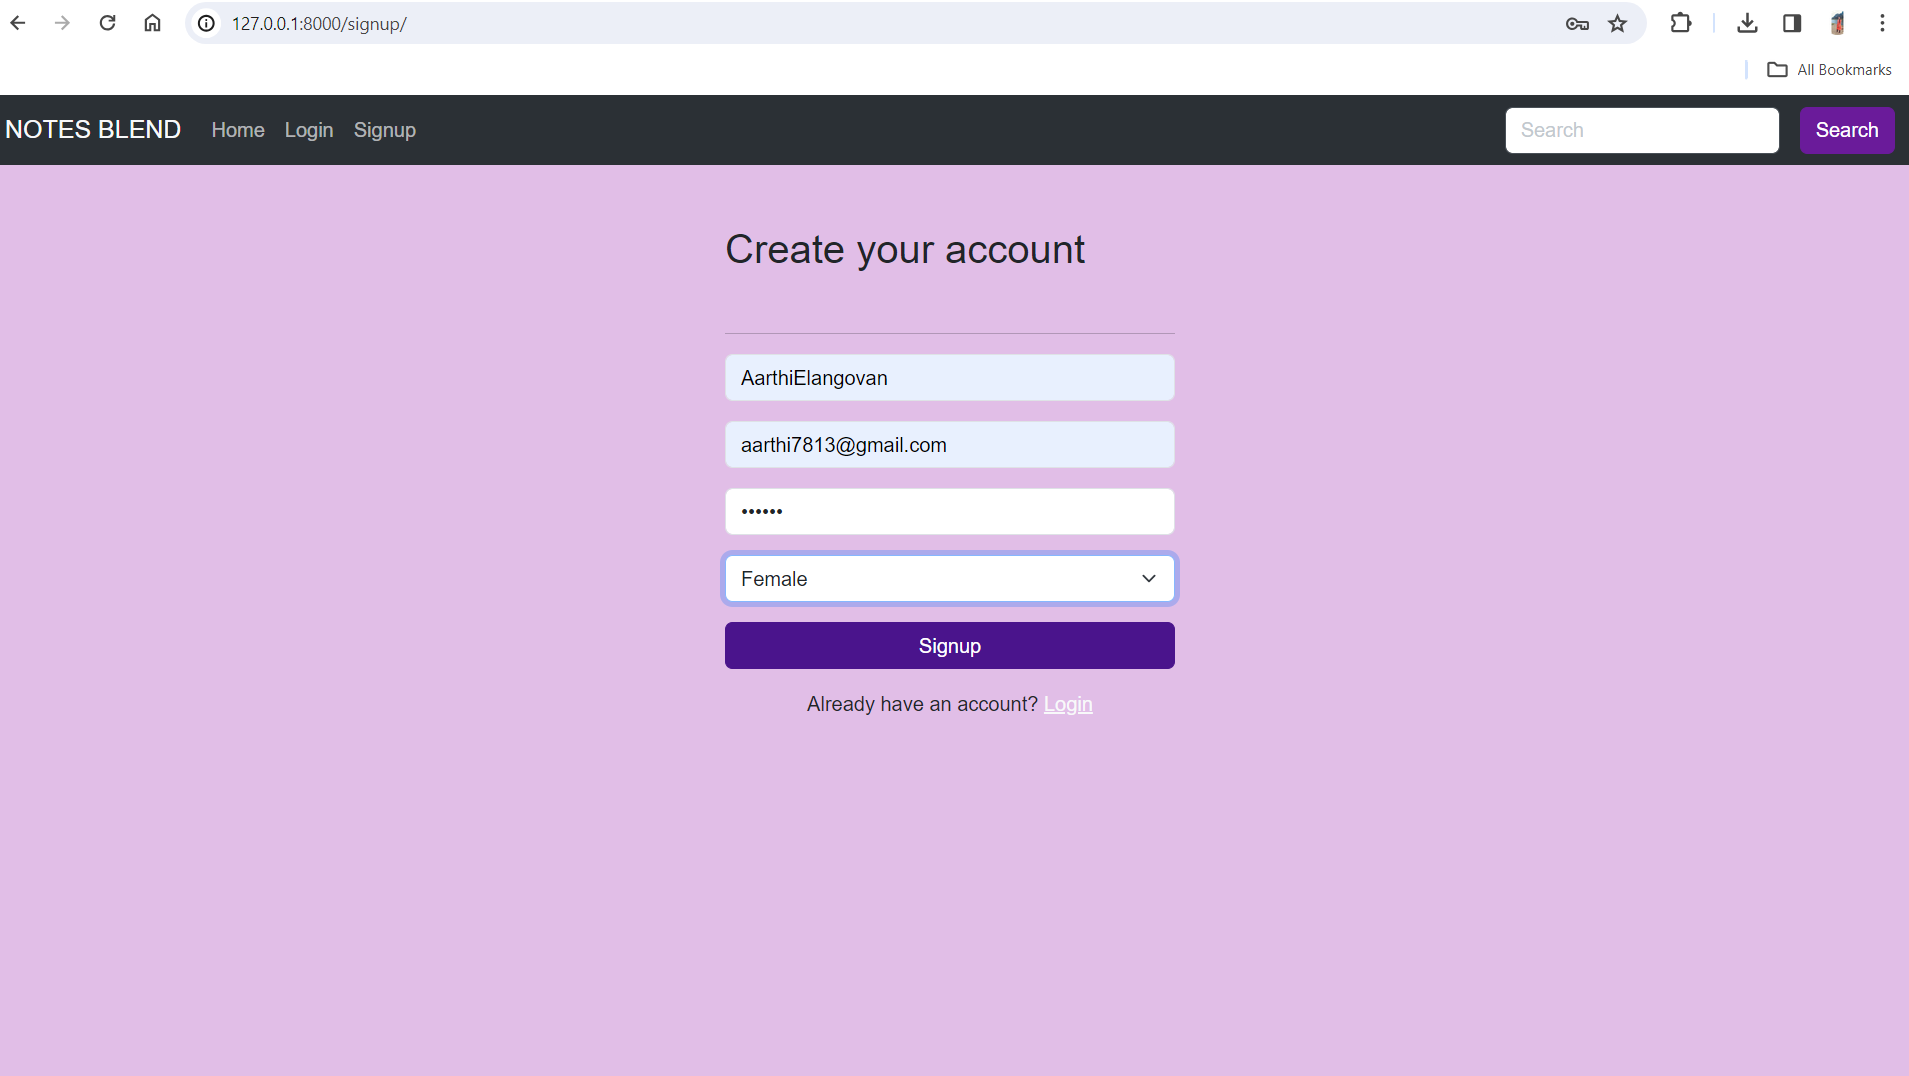 127.0.0.1:8000/signup/
All Bookmarks
NOTES BLEND Home Login Signup Search Search
Create your account
AarthiElangovan
aarthi7813@gmail.com
••••••
Female
Signup
Already have an account? Login